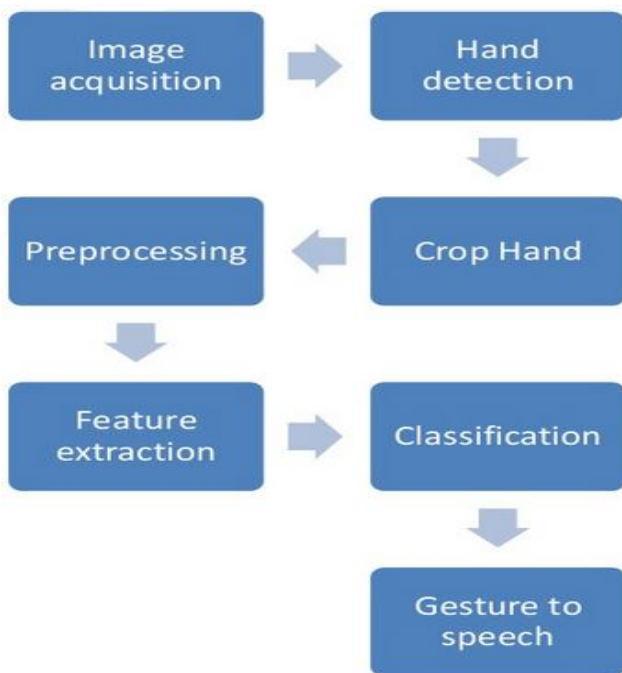 Image
acquisition
Hand
detection
Crop Hand
Preprocessing
Feature
extraction
Classification
Gesture to
speech